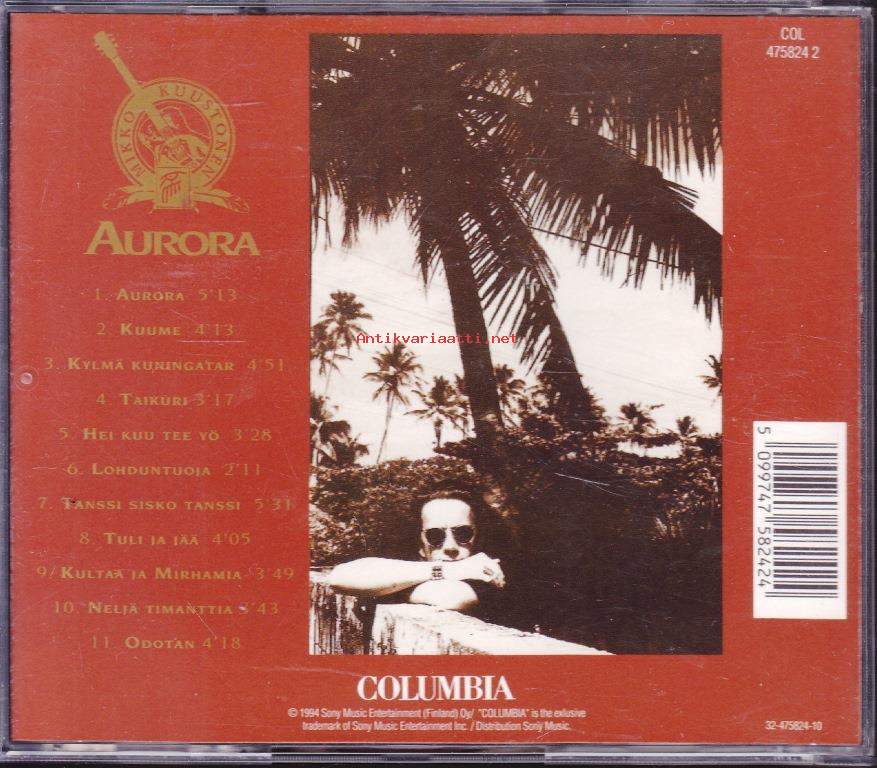 COL
475824 2
MIKKO KUUSTONEN
AURORA
1. AURORA 5'13
2. KUUME 4'13
3. KYLMÄ KUNINGATAR 4'51
4. TAIKURI 3'17
5. HEI KUU TEE YÖ 3'28
6. LOHDUNTUOJA 2'11
7. TANSSI SISKO TANSSI 5'31
8. TULI JA JÄÄ 4'05
9/ KULTAA JA MIRHAMIA 3'49
10. NELJÄ TIMANTTIA 3'43
11. ODOTAN 4'18
Antikvariaatti.net
5 099747 582424
COLUMBIA
© 1994 Sony Music Entertainment (Finland) Oy/ "COLUMBIA" is the exlusive
trademark of Sony Music Entertainment Inc. / Distribution Sony Music.
32-475824-10